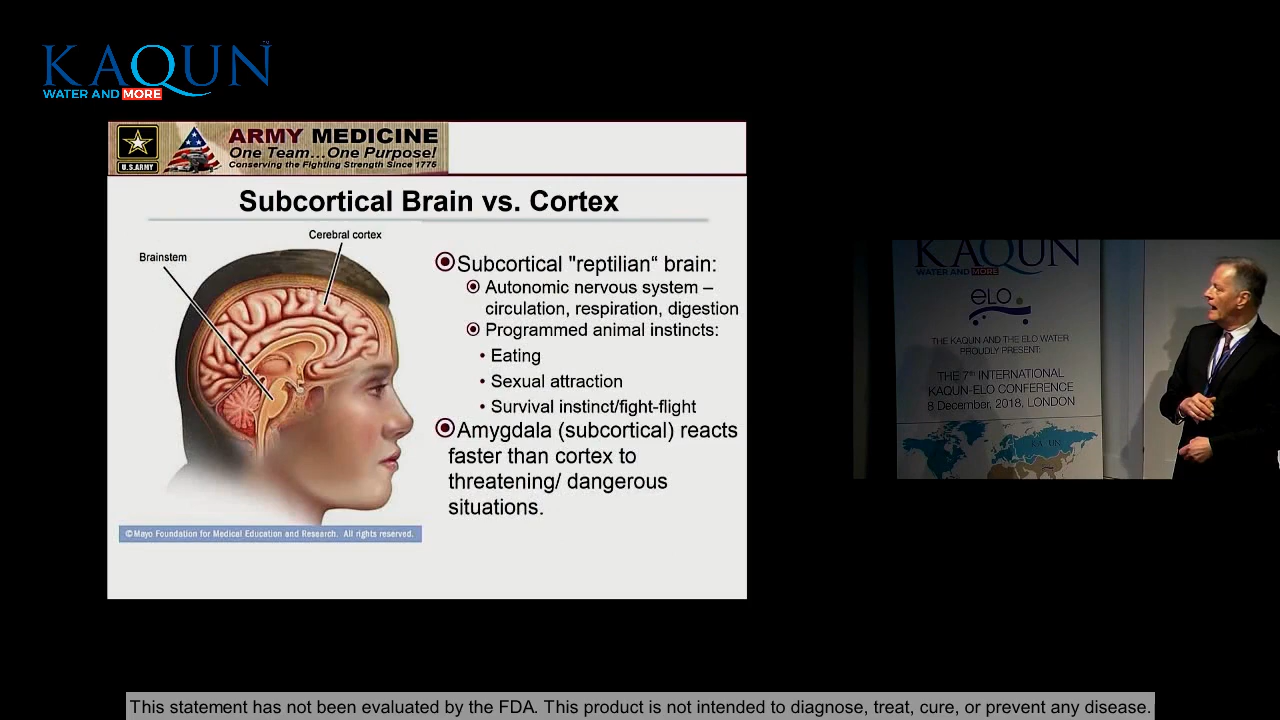 KAQUN
WATER AND MORE
U.S.ARMY
ARMY MEDICINE
One Team...One Purpose!
Conserving the Fighting Strength Since 1775
Subcortical Brain vs. Cortex
Cerebral cortex
Brainstem
Subcortical "reptilian“ brain:
Autonomic nervous system –
circulation, respiration, digestion
Programmed animal instincts:
• Eating
• Sexual attraction
• Survival instinct/fight-flight
Amygdala (subcortical) reacts
faster than cortex to
threatening/ dangerous
situations.
©Mayo Foundation for Medical Education and Research. All rights reserved.
KAQUN
WATER AND MORE
ELO
THE KAQUN AND THE ELO WATER
PROUDLY PRESENT:
THE 7th INTERNATIONAL
KAQUN-ELO CONFERENCE
8 December, 2018, LONDON
This statement has not been evaluated by the FDA. This product is not intended to diagnose, treat, cure, or prevent any disease.